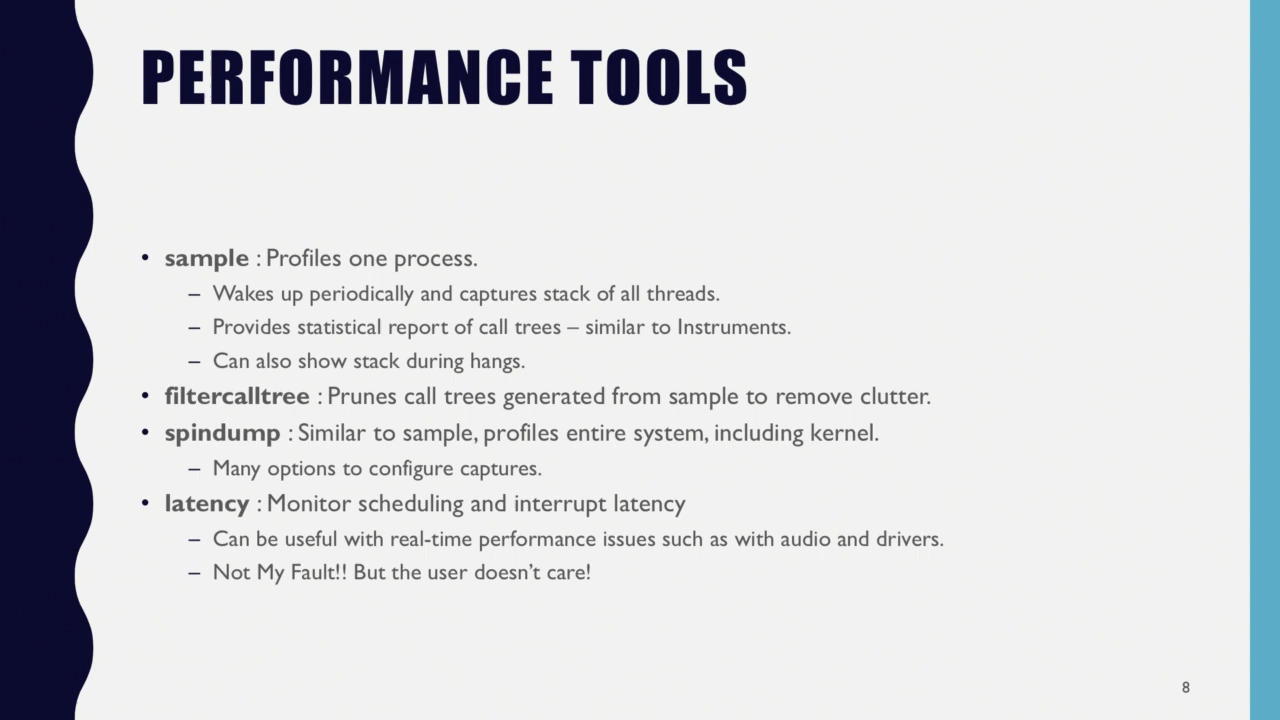 PERFORMANCE TOOLS
• sample : Profiles one process.
– Wakes up periodically and captures stack of all threads.
– Provides statistical report of call trees – similar to Instruments.
– Can also show stack during hangs.
• filtercalltree : Prunes call trees generated from sample to remove clutter.
• spindump : Similar to sample, profiles entire system, including kernel.
– Many options to configure captures.
• latency : Monitor scheduling and interrupt latency
– Can be useful with real-time performance issues such as with audio and drivers.
– Not My Fault!! But the user doesn’t care!
8